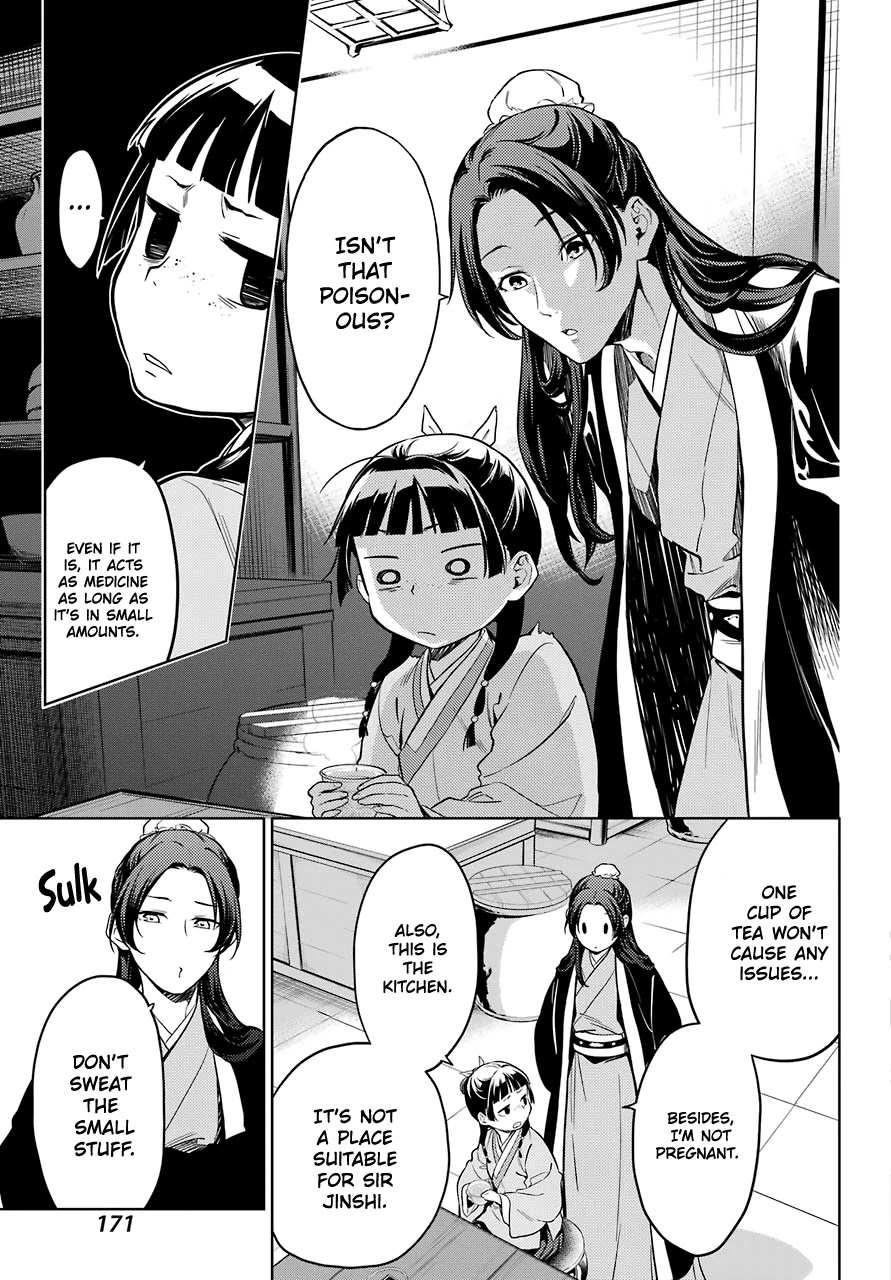 ISN'T
THAT
POISON-
OUS?
...
EVEN IF
IT IS, IT ACTS
AS MEDICINE
AS LONG AS
IT'S IN SMALL
AMOUNTS.
ONE
CUP OF
TEA WON'T
CAUSE ANY
ISSUES...
BESIDES,
I'M NOT
PREGNANT.
ALSO,
THIS IS
THE
KITCHEN.
IT'S NOT
A PLACE
SUITABLE
FOR SIR
JINSHI.
Sulk
DON'T
SWEAT
THE
SMALL
STUFF.
171